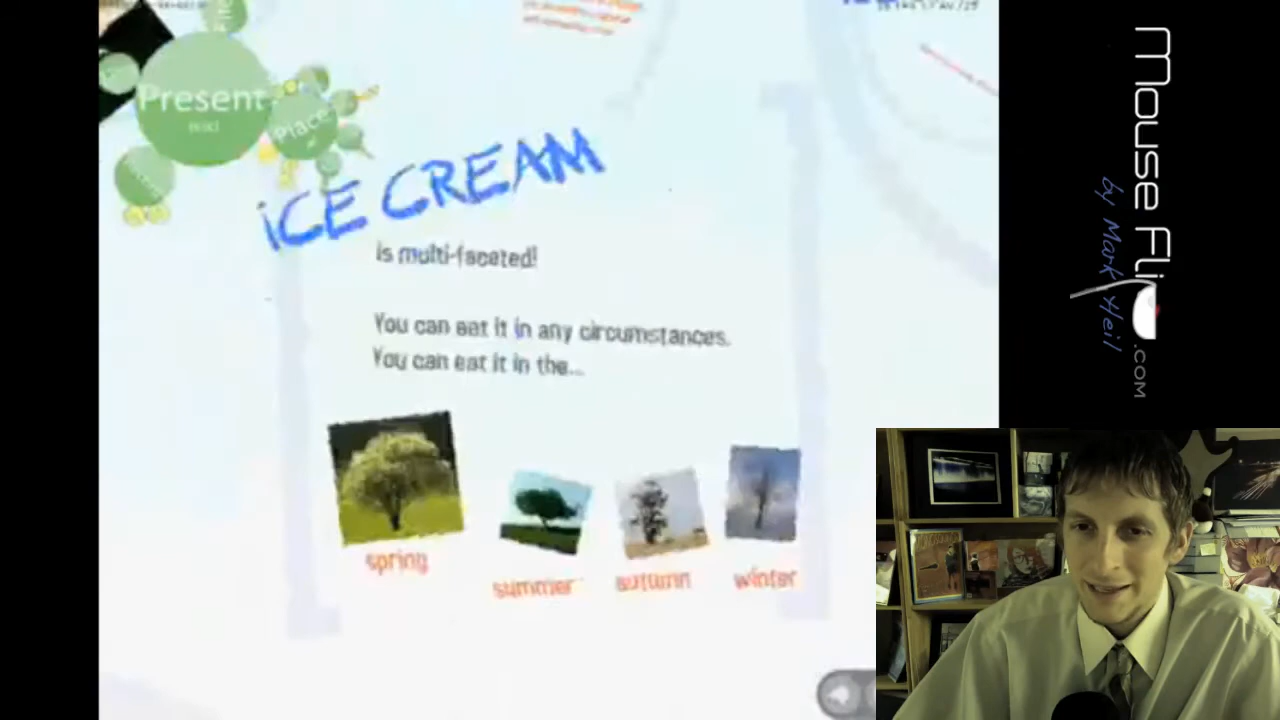 Present
Place
iCE CREAM
is multi-faceted!
You can eat it in any circumstances.
You can eat it in the...
spring
summer
autumn
winter
Mouse Flip
.COM
by Mark Heil